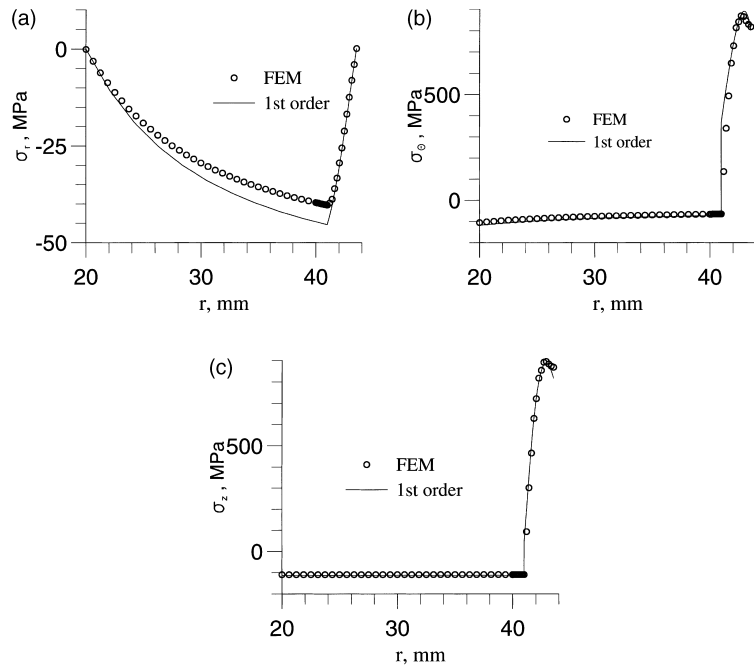 (a)
0
-25
-50
σr , MPa
FEM
1st order
20
30
40
r, mm
(b)
500
0
σΘ , MPa
FEM
1st order
20
30
40
r, mm
(c)
500
0
σz , MPa
FEM
1st order
20
30
40
r, mm